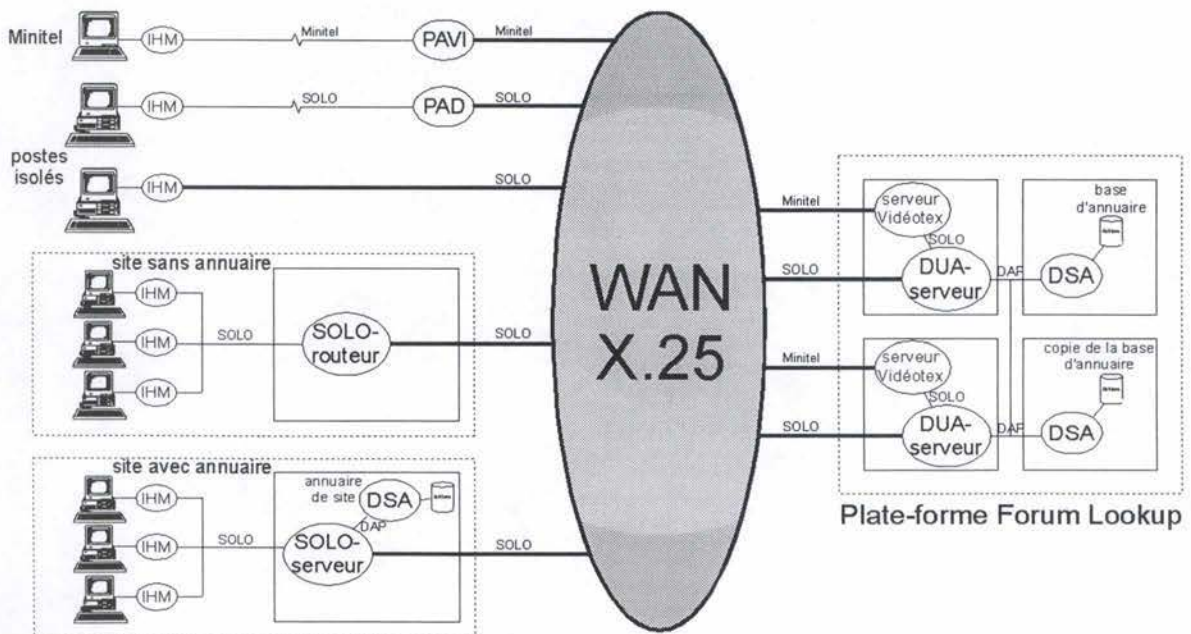 Minitel
IHM
Minitel
PAVI
Minitel
IHM
SOLO
PAD
SOLO
postes
isolés
IHM
SOLO
site sans annuaire
IHM
IHM
IHM
SOLO
SOLO-
routeur
SOLO
site avec annuaire
IHM
IHM
IHM
SOLO
annuaire
de site
DSA
DAP
SOLO-
serveur
SOLO
WAN
X.25
Minitel
serveur
Vidéotex
SOLO
SOLO
DUA-
serveur
DAP
base
d'annuaire
DSA
Minitel
serveur
Vidéotex
SOLO
SOLO
DUA-
serveur
DAP
copie de la base
d'annuaire
DSA
Plate-forme Forum Lookup